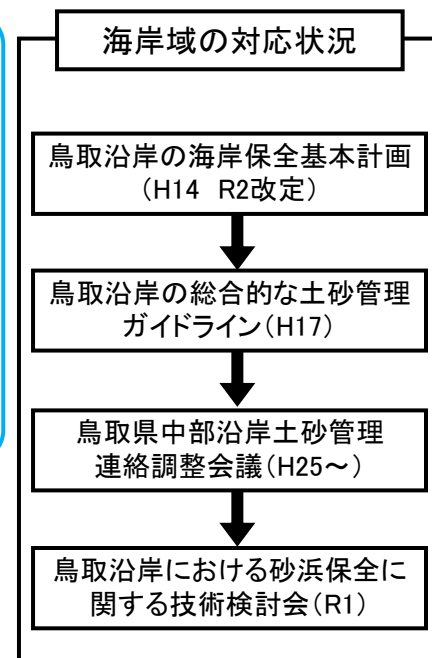 海岸域の対応状況
鳥取沿岸の海岸保全基本計画
（H14　R2改定）
鳥取沿岸の総合的な土砂管理
ガイドライン（H17）
鳥取県中部沿岸土砂管理
連絡調整会議（H25～）
鳥取沿岸における砂浜保全に
関する技術検討会（R1）